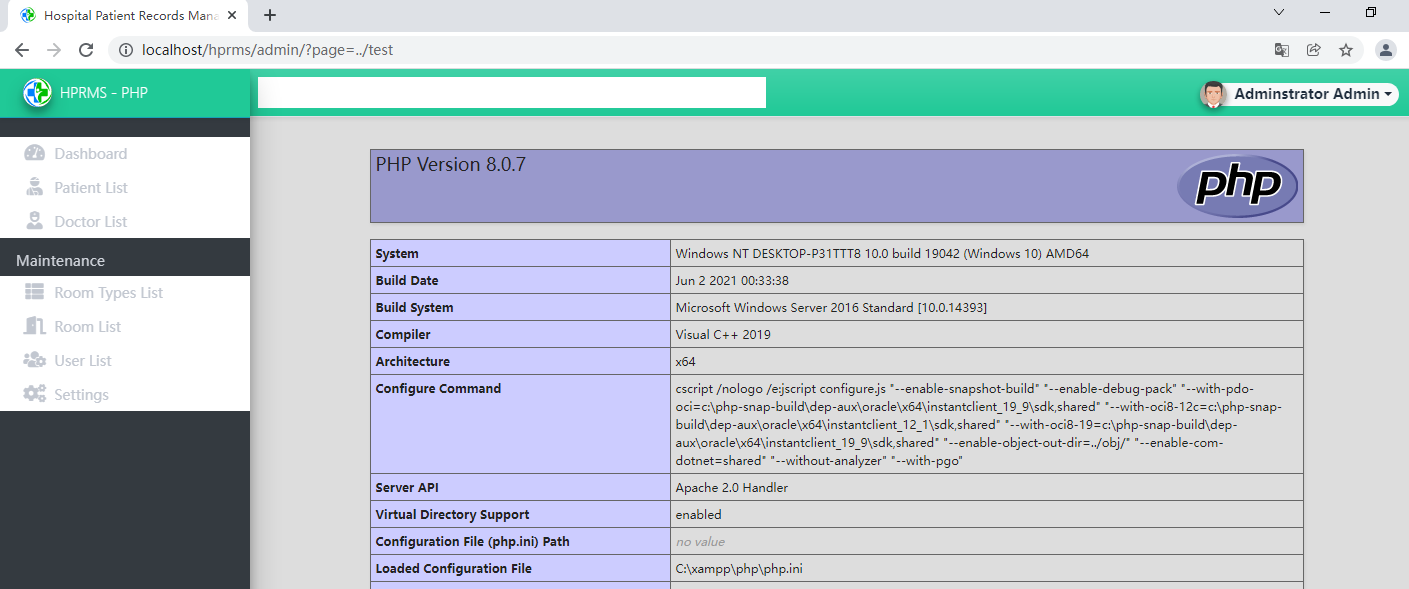 Hospital Patient Records Mana
localhost/hprms/admin/?page=../test
HPRMS - PHP
Adminstrator Admin
Dashboard
Patient List
Doctor List
Maintenance
Room Types List
Room List
User List
Settings
PHP Version 8.0.7
php
System Windows NT DESKTOP-P31TTT8 10.0 build 19042 (Windows 10) AMD64
Build Date Jun 2 2021 00:33:38
Build System Microsoft Windows Server 2016 Standard [10.0.14393]
Compiler Visual C++ 2019
Architecture x64
Configure Command cscript /nologo /e:jscript configure.js "--enable-snapshot-build" "--enable-debug-pack" "--with-pdo-
oci=c:\php-snap-build\dep-aux\oracle\x64\instantclient_19_9\sdk,shared" "--with-oci8-12c=c:\php-snap-
build\dep-aux\oracle\x64\instantclient_12_1\sdk,shared" "--with-oci8-19=c:\php-snap-build\dep-
aux\oracle\x64\instantclient_19_9\sdk,shared" "--enable-object-out-dir=../obj/" "--enable-com-
dotnet=shared" "--without-analyzer" "--with-pgo"
Server API Apache 2.0 Handler
Virtual Directory Support enabled
Configuration File (php.ini) Path no value
Loaded Configuration File C:\xampp\php\php.ini